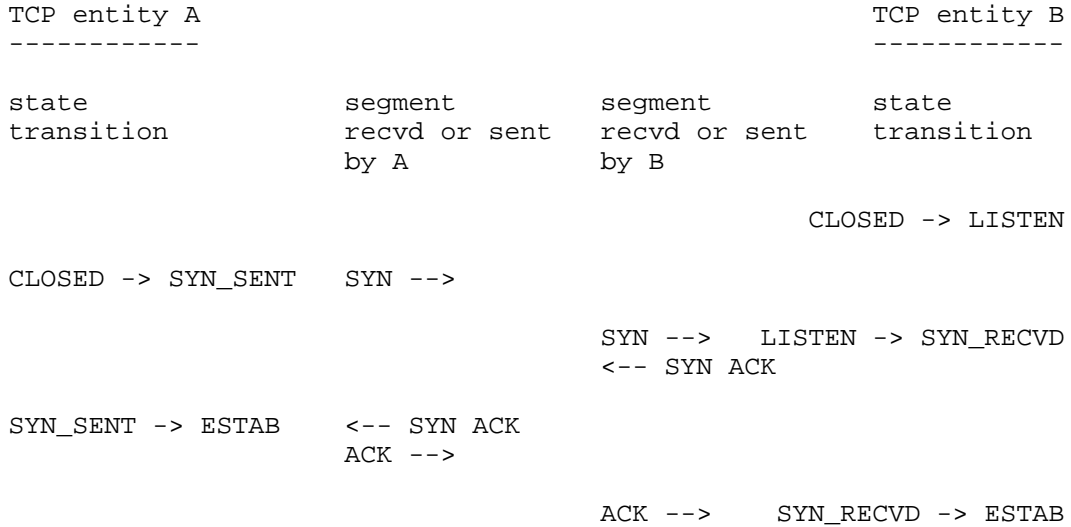 TCP entity A                                         TCP entity B
------------                                         ------------
state                segment         segment         state
transition           recvd or sent   recvd or sent   transition
                     by A            by B
                                                  CLOSED -> LISTEN
CLOSED -> SYN_SENT   SYN -->
                                     SYN -->   LISTEN -> SYN_RECVD
                                     <-- SYN ACK
SYN_SENT -> ESTAB    <-- SYN ACK
                     ACK -->
                                     ACK -->    SYN_RECVD -> ESTAB